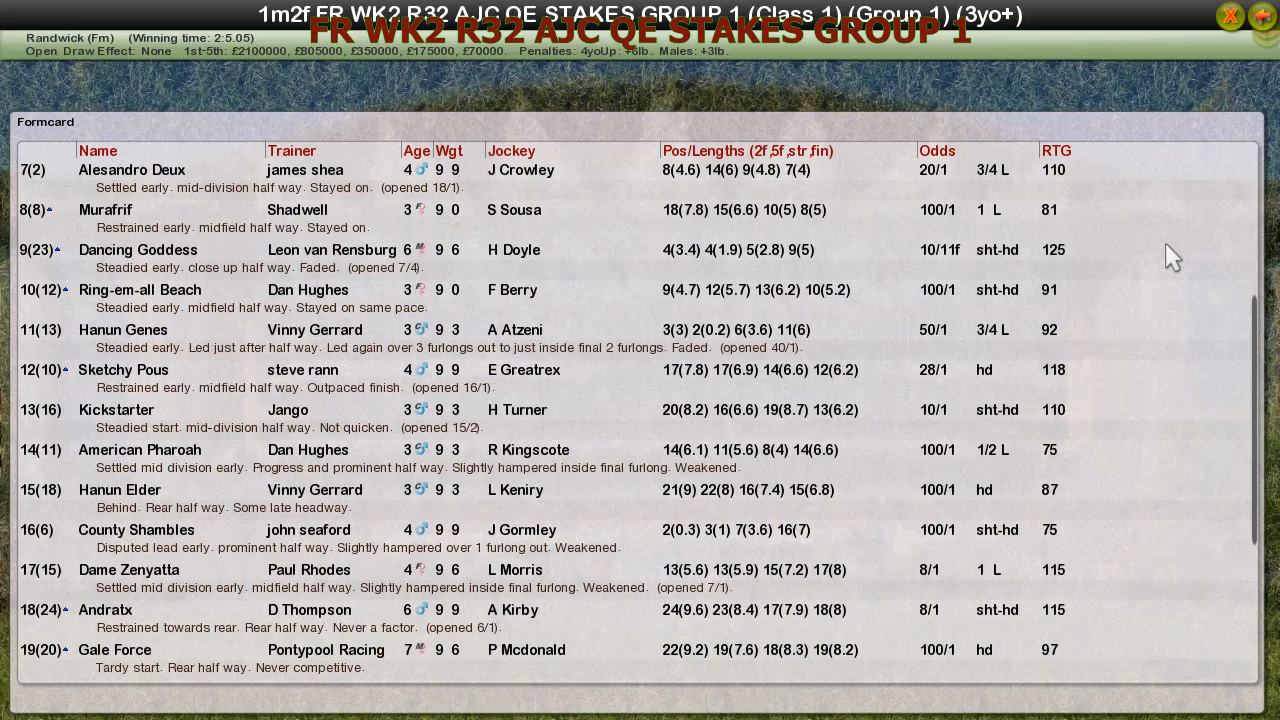 1m2f FR WK2 R32 AJC QE STAKES GROUP 1 (Class 1) (Group 1) (3yo+)
FR WK2 R32 AJC QE STAKES GROUP 1
Randwick (Fm) (Winning time: 2:5.05)
Open Draw Effect: None 1st-5th: £2100000, £805000, £350000, £175000, £70000. Penalties: 4yoUp: +6lb. Males: +3lb.
Formcard
Name Trainer Age Wgt Jockey Pos/Lengths (2f,5f,str,fin) Odds RTG
7(2) Alesandro Deux james shea 4 9 9 J Crowley 8(4.6) 14(6) 9(4.8) 7(4) 20/1 3/4 L 110
Settled early. mid-division half way. Stayed on. (opened 18/1).
8(8) Murafrif Shadwell 3 9 0 S Sousa 18(7.8) 15(6.6) 10(5) 8(5) 100/1 1 L 81
Restrained early. midfield half way. Stayed on.
9(23) Dancing Goddess Leon van Rensburg 6 9 6 H Doyle 4(3.4) 4(1.9) 5(2.8) 9(5) 10/11f sht-hd 125
Steadied early. close up half way. Faded. (opened 7/4).
10(12) Ring-em-all Beach Dan Hughes 3 9 0 F Berry 9(4.7) 12(5.7) 13(6.2) 10(5.2) 100/1 sht-hd 91
Steadied early. midfield half way. Stayed on same pace.
11(13) Hanun Genes Vinny Gerrard 3 9 3 A Atzeni 3(3) 2(0.2) 6(3.6) 11(6) 50/1 3/4 L 92
Steadied early. Led just after half way. Led again over 3 furlongs out to just inside final 2 furlongs. Faded. (opened 40/1).
12(10) Sketchy Pous steve rann 4 9 9 E Greatrex 17(7.8) 17(6.9) 14(6.6) 12(6.2) 28/1 hd 118
Restrained early. midfield half way. Outpaced finish. (opened 16/1).
13(16) Kickstarter Jango 3 9 3 H Turner 20(8.2) 16(6.6) 19(8.7) 13(6.2) 10/1 sht-hd 110
Steadied start. mid-division half way. Not quicken. (opened 15/2).
14(11) American Pharoah Dan Hughes 3 9 3 R Kingscote 14(6.1) 11(5.6) 8(4) 14(6.6) 100/1 1/2 L 75
Settled mid division early. Progress and prominent half way. Slightly hampered inside final furlong. Weakened.
15(18) Hanun Elder Vinny Gerrard 3 9 3 L Keniry 21(9) 22(8) 16(7.4) 15(6.8) 100/1 hd 87
Behind. Rear half way. Some late headway.
16(6) County Shambles john seaford 4 9 9 J Gormley 2(0.3) 3(1) 7(3.6) 16(7) 100/1 sht-hd 75
Disputed lead early. prominent half way. Slightly hampered over 1 furlong out. Weakened.
17(15) Dame Zenyatta Paul Rhodes 4 9 6 L Morris 13(5.6) 13(5.9) 15(7.2) 17(8) 8/1 1 L 115
Settled mid division early. midfield half way. Slightly hampered inside final furlong. Weakened. (opened 7/1).
18(24) Andratx D Thompson 6 9 9 A Kirby 24(9.6) 23(8.4) 17(7.9) 18(8) 8/1 sht-hd 115
Restrained towards rear. Rear half way. Never a factor. (opened 6/1).
19(20) Gale Force Pontypool Racing 7 9 6 P Mcdonald 22(9.2) 19(7.6) 18(8.3) 19(8.2) 100/1 hd 97
Tardy start. Rear half way. Never competitive.